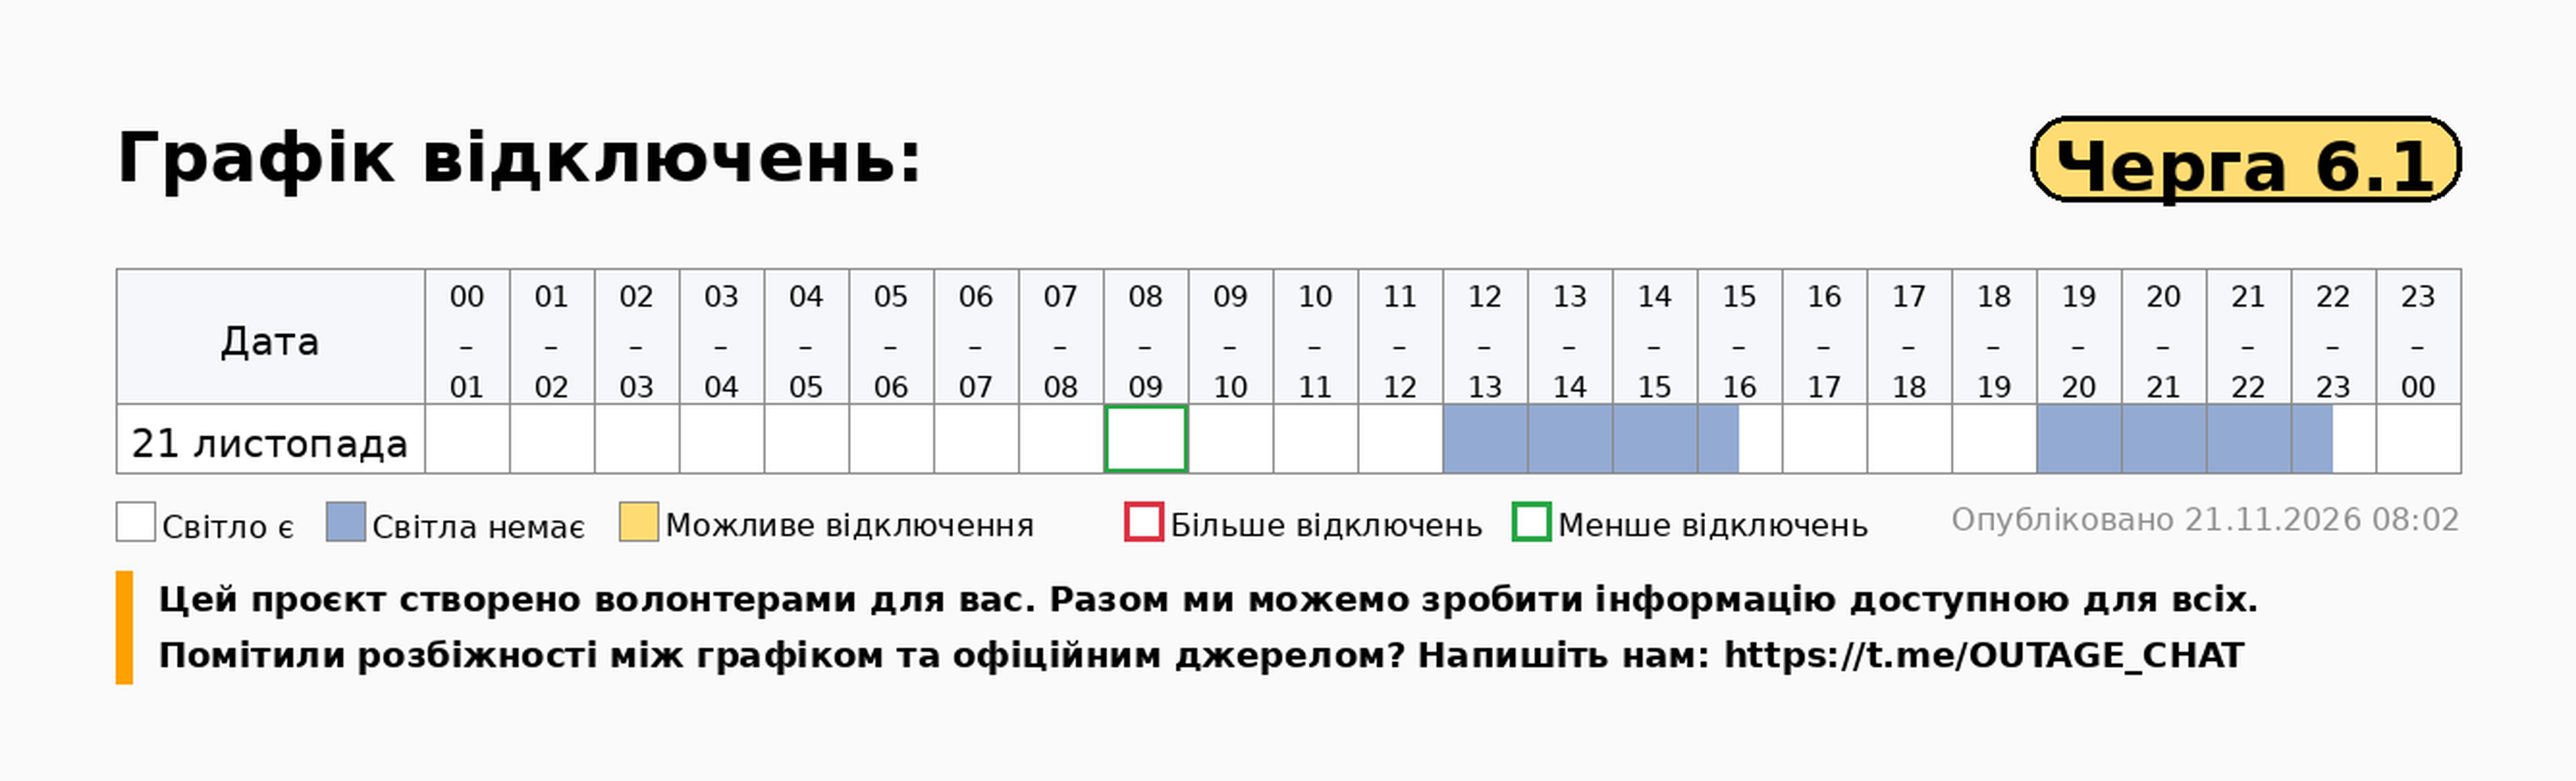 Графік відключень:
Черга 6.1
Дата
00 – 01
01 – 02
02 – 03
03 – 04
04 – 05
05 – 06
06 – 07
07 – 08
08 – 09
09 – 10
10 – 11
11 – 12
12 – 13
13 – 14
14 – 15
15 – 16
16 – 17
17 – 18
18 – 19
19 – 20
20 – 21
21 – 22
22 – 23
23 – 00
21 листопада
Світло є
Світла немає
Можливе відключення
Більше відключень
Менше відключень
Опубліковано 21.11.2026 08:02
Цей проєкт створено волонтерами для вас. Разом ми можемо зробити інформацію доступною для всіх.
Помітили розбіжності між графіком та офіційним джерелом? Напишіть нам: https://t.me/OUTAGE_CHAT